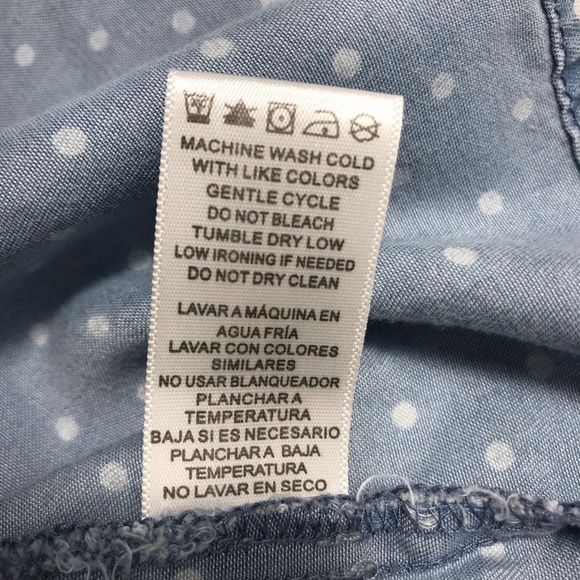 MACHINE WASH COLD
WITH LIKE COLORS
GENTLE CYCLE
DO NOT BLEACH
TUMBLE DRY LOW
LOW IRONING IF NEEDED
DO NOT DRY CLEAN
LAVAR A MÁQUINA EN
AGUA FRÍA
LAVAR CON COLORES
SIMILARES
NO USAR BLANQUEADOR
PLANCHAR A
TEMPERATURA
BAJA SI ES NECESARIO
PLANCHAR A BAJA
TEMPERATURA
NO LAVAR EN SECO